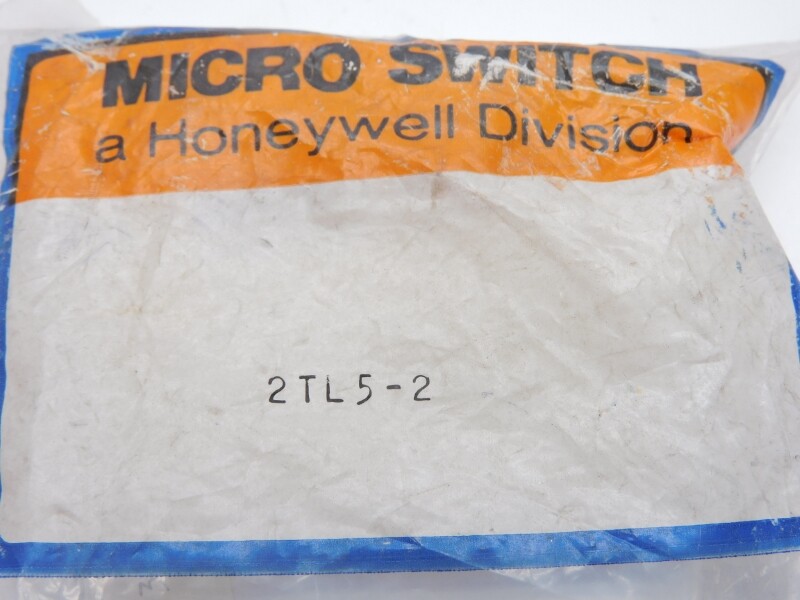 MICRO SWITCH
a Honeywell Division
2TL5-2